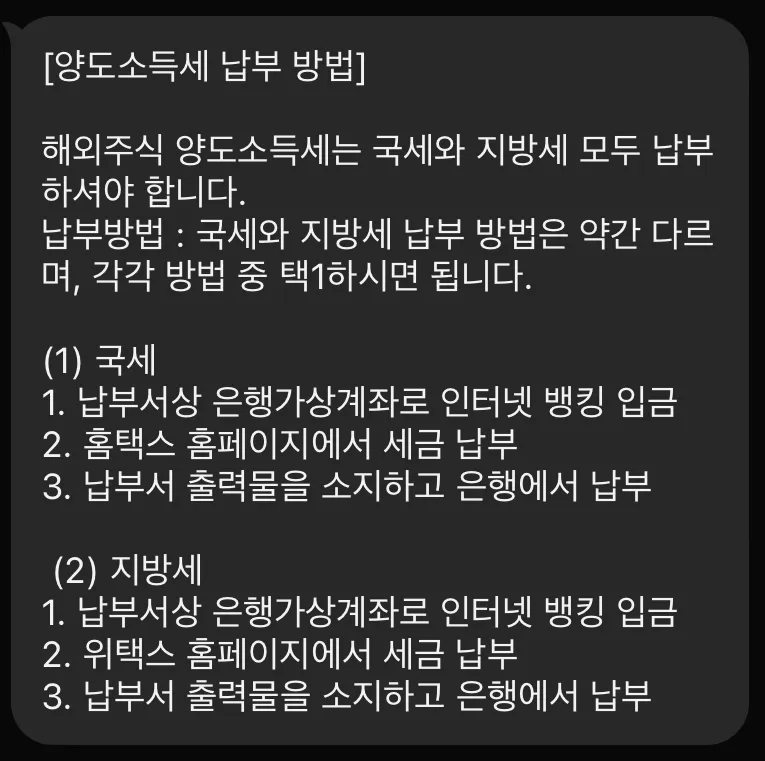 [양도소득세 납부 방법]
해외주식 양도소득세는 국세와 지방세 모두 납부
하셔야 합니다.
납부방법 : 국세와 지방세 납부 방법은 약간 다르
며, 각각 방법 중 택1하시면 됩니다.
(1) 국세
1. 납부서상 은행가상계좌로 인터넷 뱅킹 입금
2. 홈택스 홈페이지에서 세금 납부
3. 납부서 출력물을 소지하고 은행에서 납부
(2) 지방세
1. 납부서상 은행가상계좌로 인터넷 뱅킹 입금
2. 위택스 홈페이지에서 세금 납부
3. 납부서 출력물을 소지하고 은행에서 납부